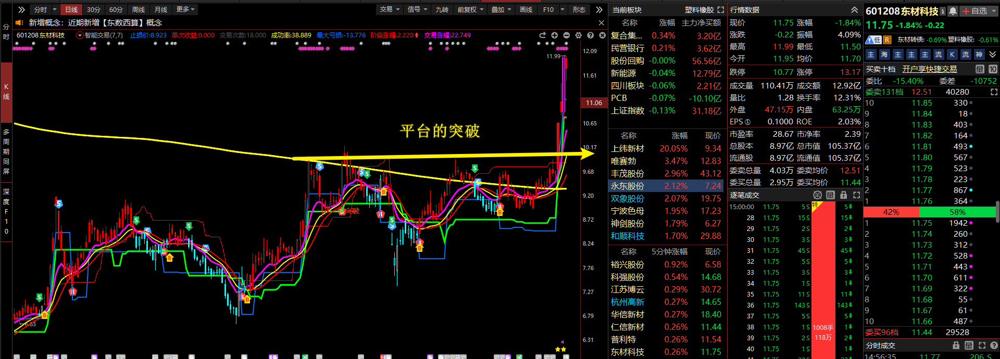 分时 日线 30分 60分 周线 月线 更多 交易 信号 九转 前复权 叠加 画线 F10 形态
新增概念：近期新增【东数西算】概念
601208东材科技 智能交易(7,7) 止损价:8.923 单次收益:0.000 交易次数:18.000 成功率:38.889 最大亏损:-13.776 阶段涨幅:2.220 交易涨幅:22.749
分时
K线
多周期同屏
深度F10
平台的突破
11.99
6.63
突破
12.09
11.61
11.06
10.65
10.17
9.68
9.20
8.72
8.24
7.76
7.27
6.79
6.31
当前板块 塑料橡胶
名称 涨幅 主力净买额
复合集... 0.34% 3.20亿
民营银行 0.21% 3.62亿
股份回购 -0.00% 56.56亿
新能源 -0.04% 12.79亿
四川板块 -0.06% 2.21亿
PCB -0.07% -10.10亿
上证指数 -0.13% 31.18亿
名称 涨幅 现价
上纬新材 20.05% 9.34
唯赛勃 3.47% 12.83
丰茂股份 2.96% 43.12
永东股份 2.12% 7.24
双象股份 2.07% 19.75
宁波色母 1.95% 17.23
神剑股份 1.79% 6.27
和顺科技 1.70% 29.88
名称 5分钟涨幅 现价
裕兴股份 0.92% 6.58
科强股份 0.54% 14.68
江苏博云 0.29% 30.72
杭州高新 0.27% 14.65
华信新材 0.27% 18.40
仁信新材 0.26% 11.44
普利特 0.26% 11.54
东材科技 0.26% 11.75
行情数据
现价 11.75 涨幅 -1.84%
涨跌 -0.22 振幅 4.09%
最高 11.99 最低 11.50
今开 11.95 均价 11.70
跌停 10.77 涨停 13.17
成交量 110.41万 成交额 12.92亿
量比 1.28 换手率 12.31%
外盘 47.15万 内盘 63.25万
EPS① 0.1000 ROE 2.03%
市盈率 28.67 市净率 2.39
总股本 8.97亿 总市值 105.37亿
流通股 8.97亿 流通值 105.37亿
委卖总量 4.03万 委卖均价 12.51
委买总量 2.95万 委买均价 11.44
逐笔成交
15:00:00 11.75 5 S 5
28 11.75 15 S 15
29 11.75 2 S 2
30 11.75 3 S 3
31 11.75 45 S 45
32 11.75 5 S 5
33 11.75 3 S 3
34 11.75 1 S 1
35 11.75 11 S 11
36 11.75 143 S 143
37 11.75 5 S 5
38 11.75 1 S 1
39 11.75 2 S 2
40 11.75 1 S 1
特
1008手
118万
601208东材科技 自选
11.75 -1.84% -0.22
低 R 东材转债: -0.69% 塑料橡胶: -0.61%
主 海 主 主 主 流 K 流 神
买卖十档 开户享快捷交易 10
委比 -15.40% 委差 -10752
委卖131档 12.51 40280
10 11.85 330
9 11.84 18
8 11.83 403
7 11.82 164
6 11.81 493
5 11.80 567
4 11.79 523
3 11.78 223
2 11.77 867
1 11.76 364
42% 58%
1 11.75 1942
2 11.74 260
3 11.73 312
4 11.72 528
5 11.71 443
6 11.70 611
7 11.69 322
8 11.68 55
9 11.67 61
10 11.66 487
委买96档 11.44 29528
分时成交
14:56:35 11.77 206 S